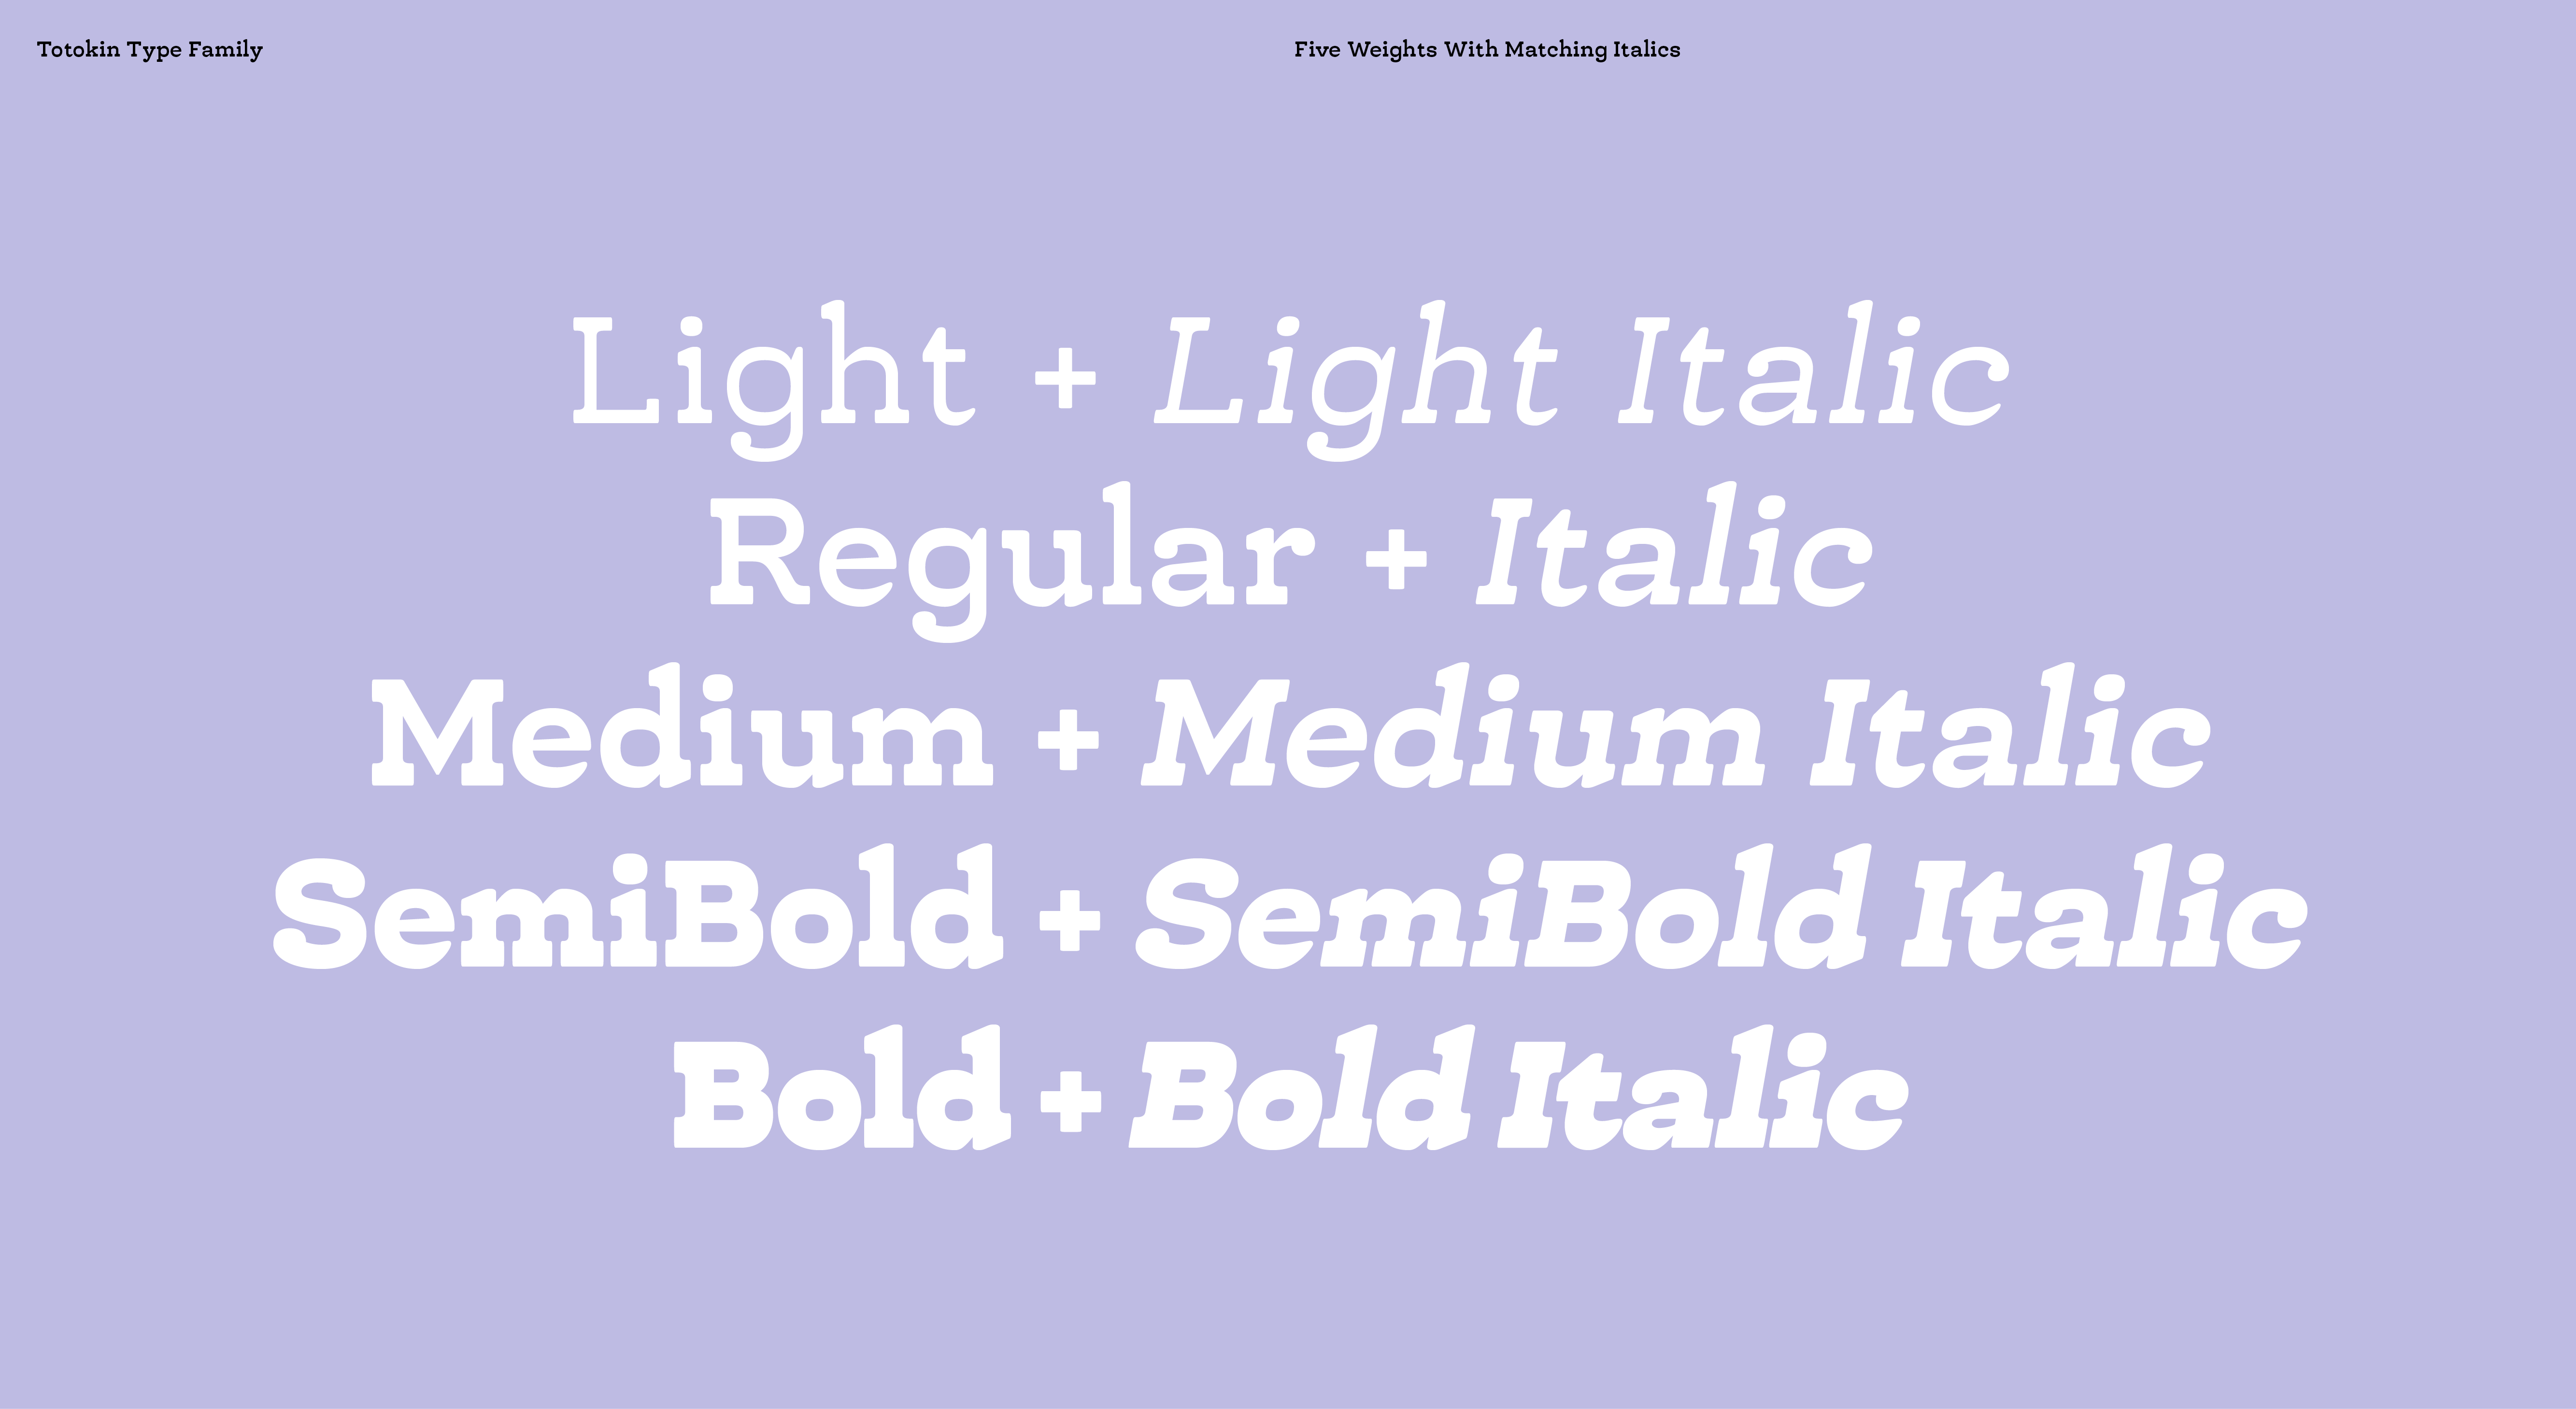 Totokin Type Family
Five Weights With Matching Italics
Light + Light Italic
Regular + Italic
Medium + Medium Italic
SemiBold + SemiBold Italic
Bold + Bold Italic